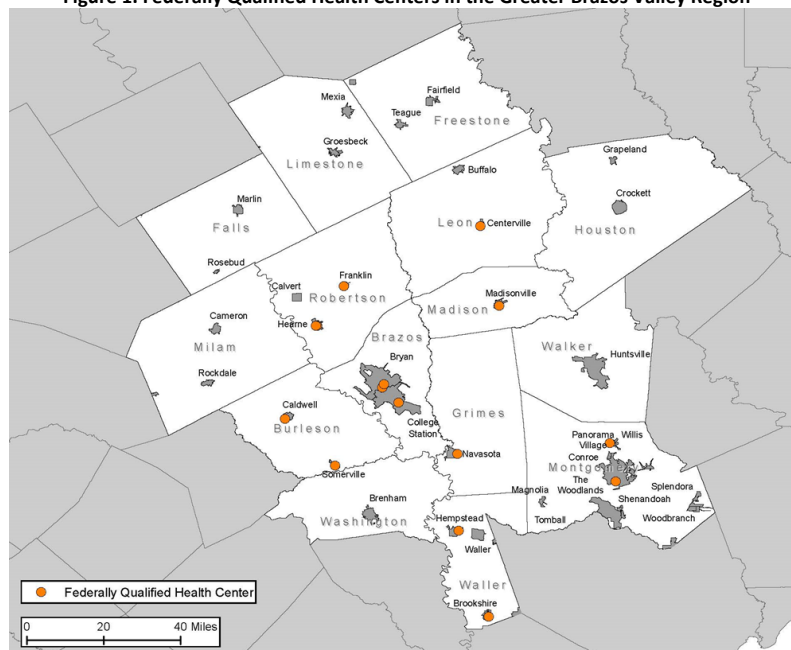 Figure 1. Federally Qualified Health Centers in the Greater Brazos Valley Region
Fairfield
Mexia
Teague
Freestone
Groesbeck
Limestone
Grapeland
Buffalo
Marlin
Crockett
Falls
Leon
Centerville
Houston
Rosebud
Franklin
Calvert
Robertson
Madisonville
Madison
Cameron
Hearne
Brazos
Milam
Walker
Huntsville
Bryan
Rockdale
Caldwell
Grimes
College
Station
Burleson
Panorama
Village
Willis
Navasota
Conroe
Montgomery
Somerville
The
Woodlands
Splendora
Magnolia
Shenandoah
Brenham
Washington
Hempstead
Tomball
Woodbranch
Waller
Waller
Brookshire
Federally Qualified Health Center
0 20 40 Miles